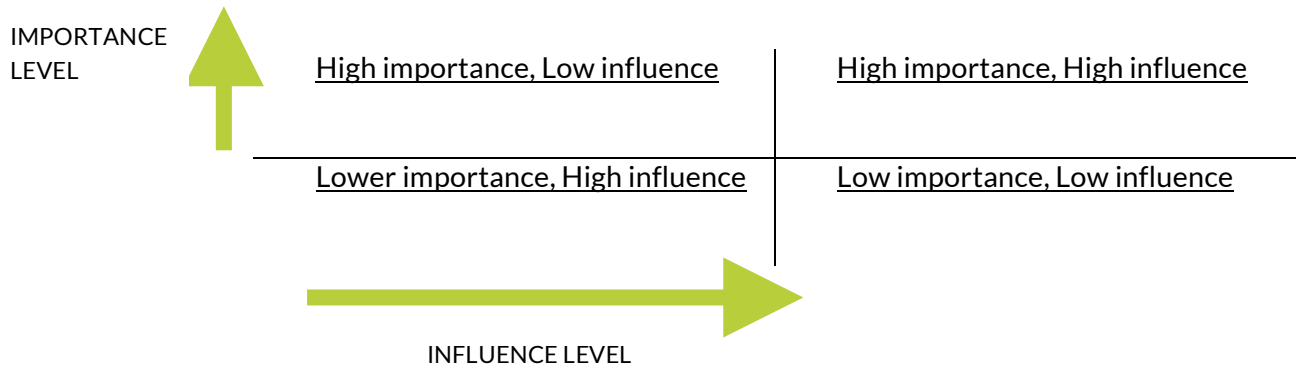 IMPORTANCE
LEVEL
High importance, Low influence
High importance, High influence
Lower importance, High influence
Low importance, Low influence
INFLUENCE LEVEL